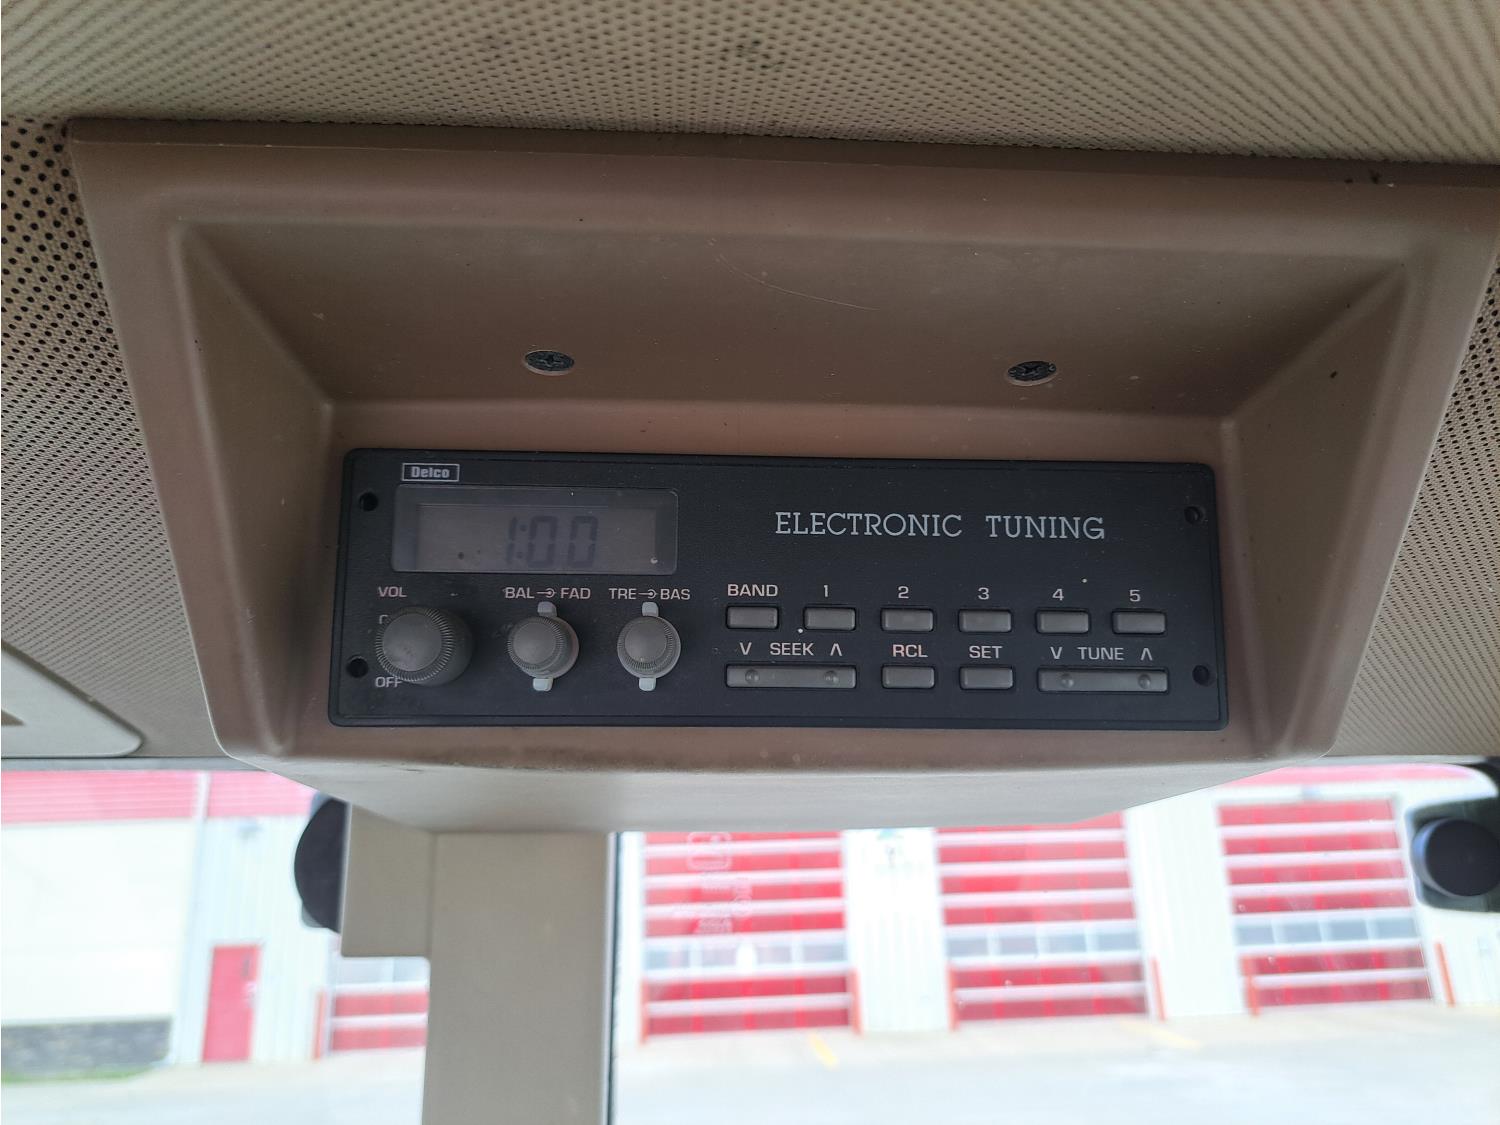 Delco
1:00
ELECTRONIC TUNING
VOL
BAL FAD
TRE BAS
BAND 1 2 3 4 5
OFF
V SEEK Λ RCL SET V TUNE Λ